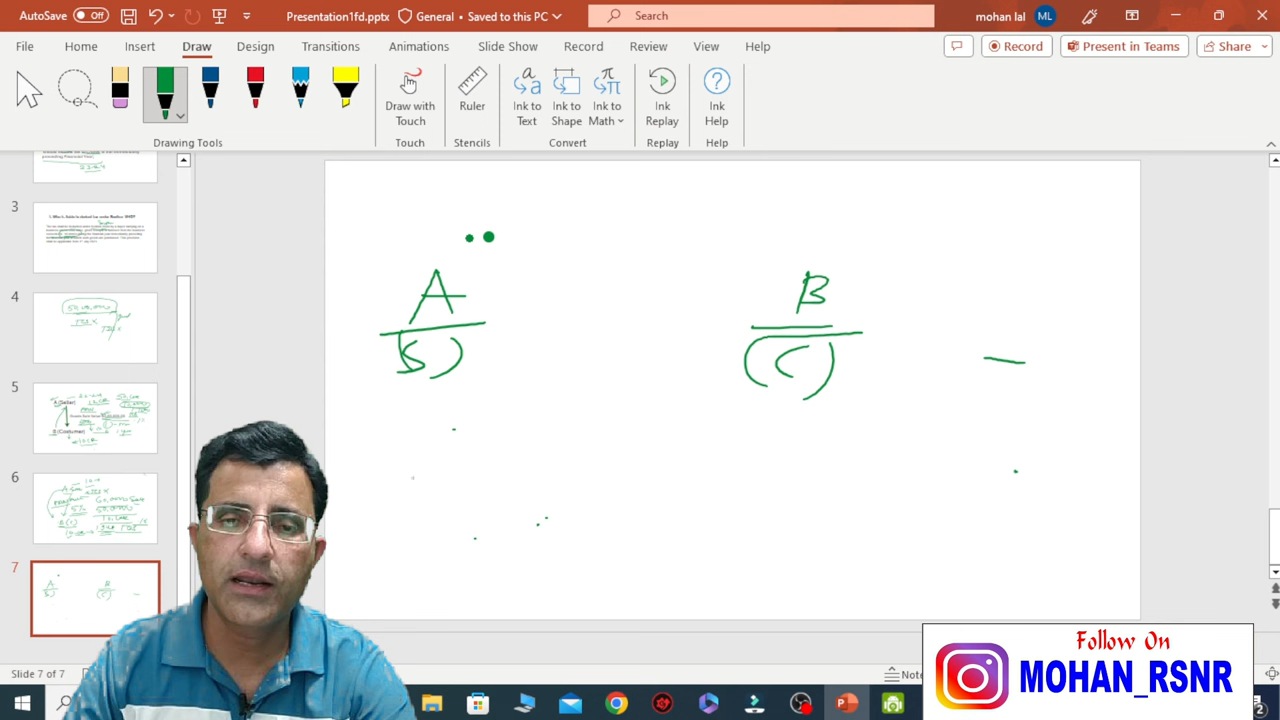 AutoSave Off Presentation1fd.pptx General • Saved to this PC Search mohan lal ML
File Home Insert Draw Design Transitions Animations Slide Show Record Review View Help Record Present in Teams Share
Draw with Touch
Ruler
Ink to Text
Ink to Shape
Ink to Math
Ink Replay
Ink Help
Drawing Tools Touch Stencils Convert Replay Help
3
4
5
6
7
A
(S)
B
(C)
Slide 7 of 7
Follow On
MOHAN_RSNR